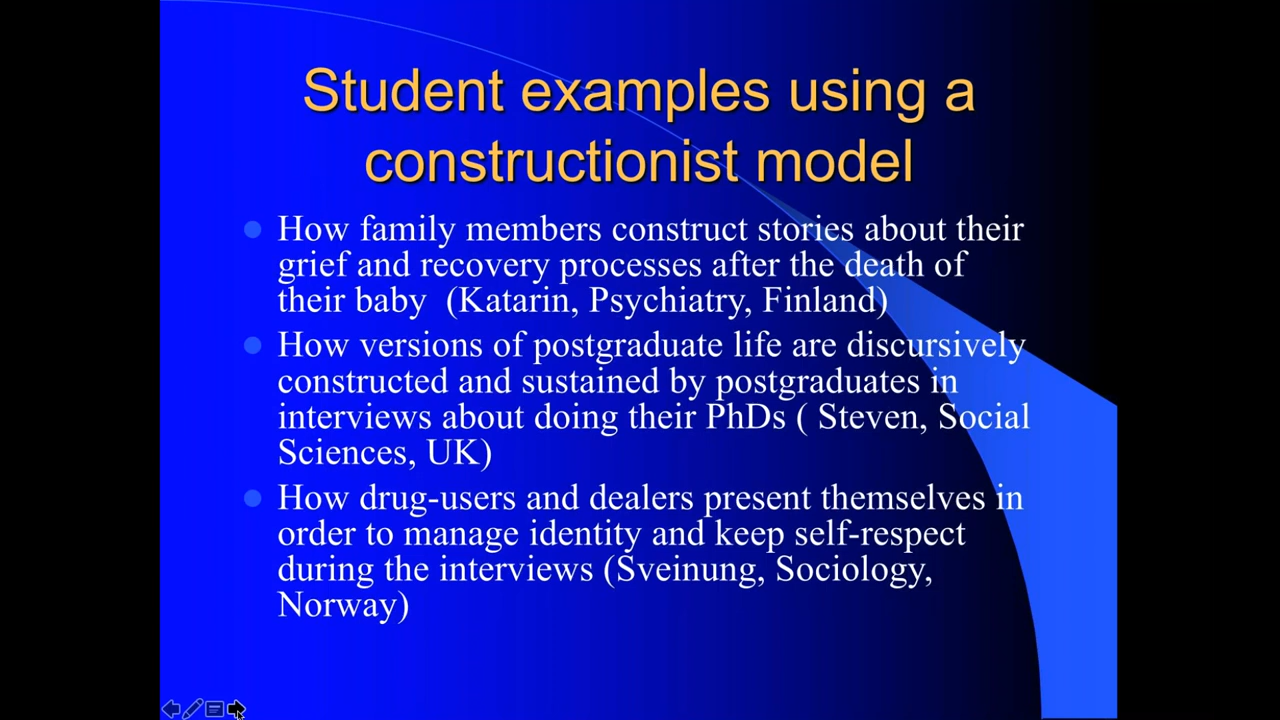 Student examples using a
constructionist model
How family members construct stories about their
grief and recovery processes after the death of
their baby  (Katarin, Psychiatry, Finland)
How versions of postgraduate life are discursively
constructed and sustained by postgraduates in
interviews about doing their PhDs ( Steven, Social
Sciences, UK)
How drug-users and dealers present themselves in
order to manage identity and keep self-respect
during the interviews (Sveinung, Sociology,
Norway)